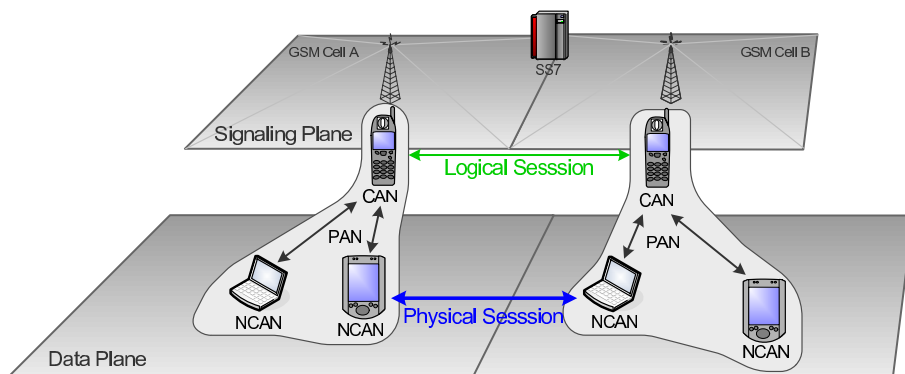 GSM Cell A
GSM Cell B
SS7
Signaling Plane
Logical Sesssion
CAN
CAN
PAN
PAN
NCAN
NCAN
Physical Sesssion
NCAN
NCAN
Data Plane